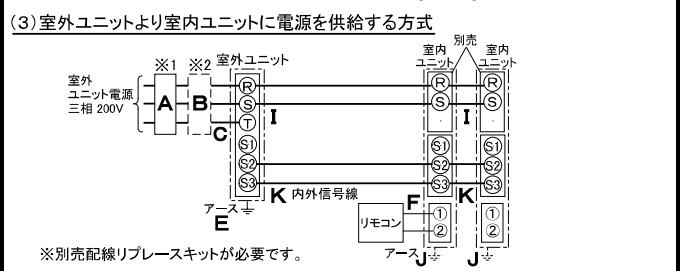 (3)室外ユニットより室内ユニットに電源を供給する方式
別売
※1 ※2 室外ユニット 室内ユニット 室内ユニット
室外
ユニット電源
三相 200V
A B C I I
R S T S1 S2 S3
R S S1 S2 S3
R S S1 S2 S3
K 内外信号線 K
アース
E
リモコン F ① ② ① ②
アース J J
※別売配線リプレースキットが必要です。